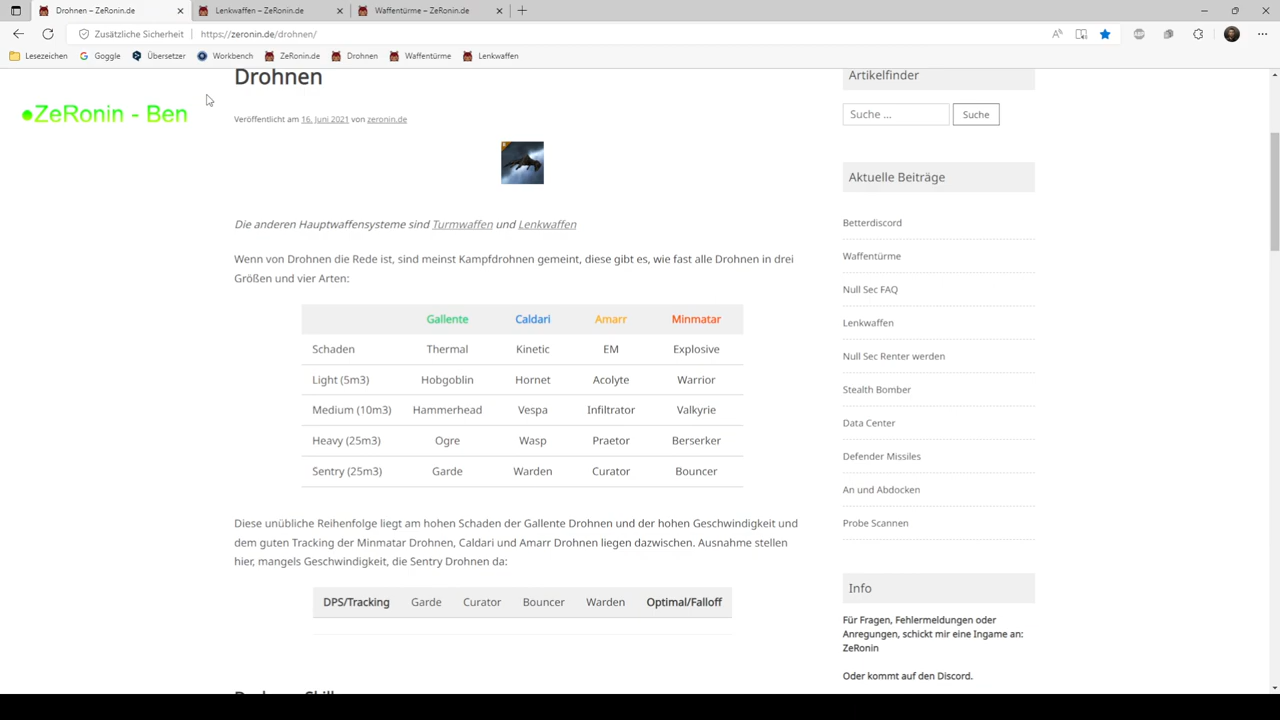 Drohnen – ZeRonin.de
Lenkwaffen – ZeRonin.de
Waffentürme – ZeRonin.de
Zusätzliche Sicherheit
https://zeronin.de/drohnen/
Lesezeichen
Goggle
Übersetzer
Workbench
ZeRonin.de
Drohnen
Waffentürme
Lenkwaffen
•ZeRonin - Ben
Drohnen
Veröffentlicht am 16. Juni 2021 von zeronin.de
Die anderen Hauptwaffensysteme sind Turmwaffen und Lenkwaffen
Wenn von Drohnen die Rede ist, sind meinst Kampfdrohnen gemeint, diese gibt es, wie fast alle Drohnen in drei
Größen und vier Arten:
Gallente Caldari Amarr Minmatar
Schaden Thermal Kinetic EM Explosive
Light (5m3) Hobgoblin Hornet Acolyte Warrior
Medium (10m3) Hammerhead Vespa Infiltrator Valkyrie
Heavy (25m3) Ogre Wasp Praetor Berserker
Sentry (25m3) Garde Warden Curator Bouncer
Diese unübliche Reihenfolge liegt am hohen Schaden der Gallente Drohnen und der hohen Geschwindigkeit und
dem guten Tracking der Minmatar Drohnen, Caldari und Amarr Drohnen liegen dazwischen. Ausnahme stellen
hier, mangels Geschwindigkeit, die Sentry Drohnen da:
DPS/Tracking Garde Curator Bouncer Warden Optimal/Falloff
Artikelfinder
Suche ...
Suche
Aktuelle Beiträge
Betterdiscord
Waffentürme
Null Sec FAQ
Lenkwaffen
Null Sec Renter werden
Stealth Bomber
Data Center
Defender Missiles
An und Abdocken
Probe Scannen
Info
Für Fragen, Fehlermeldungen oder
Anregungen, schickt mir eine Ingame an:
ZeRonin
Oder kommt auf den Discord.